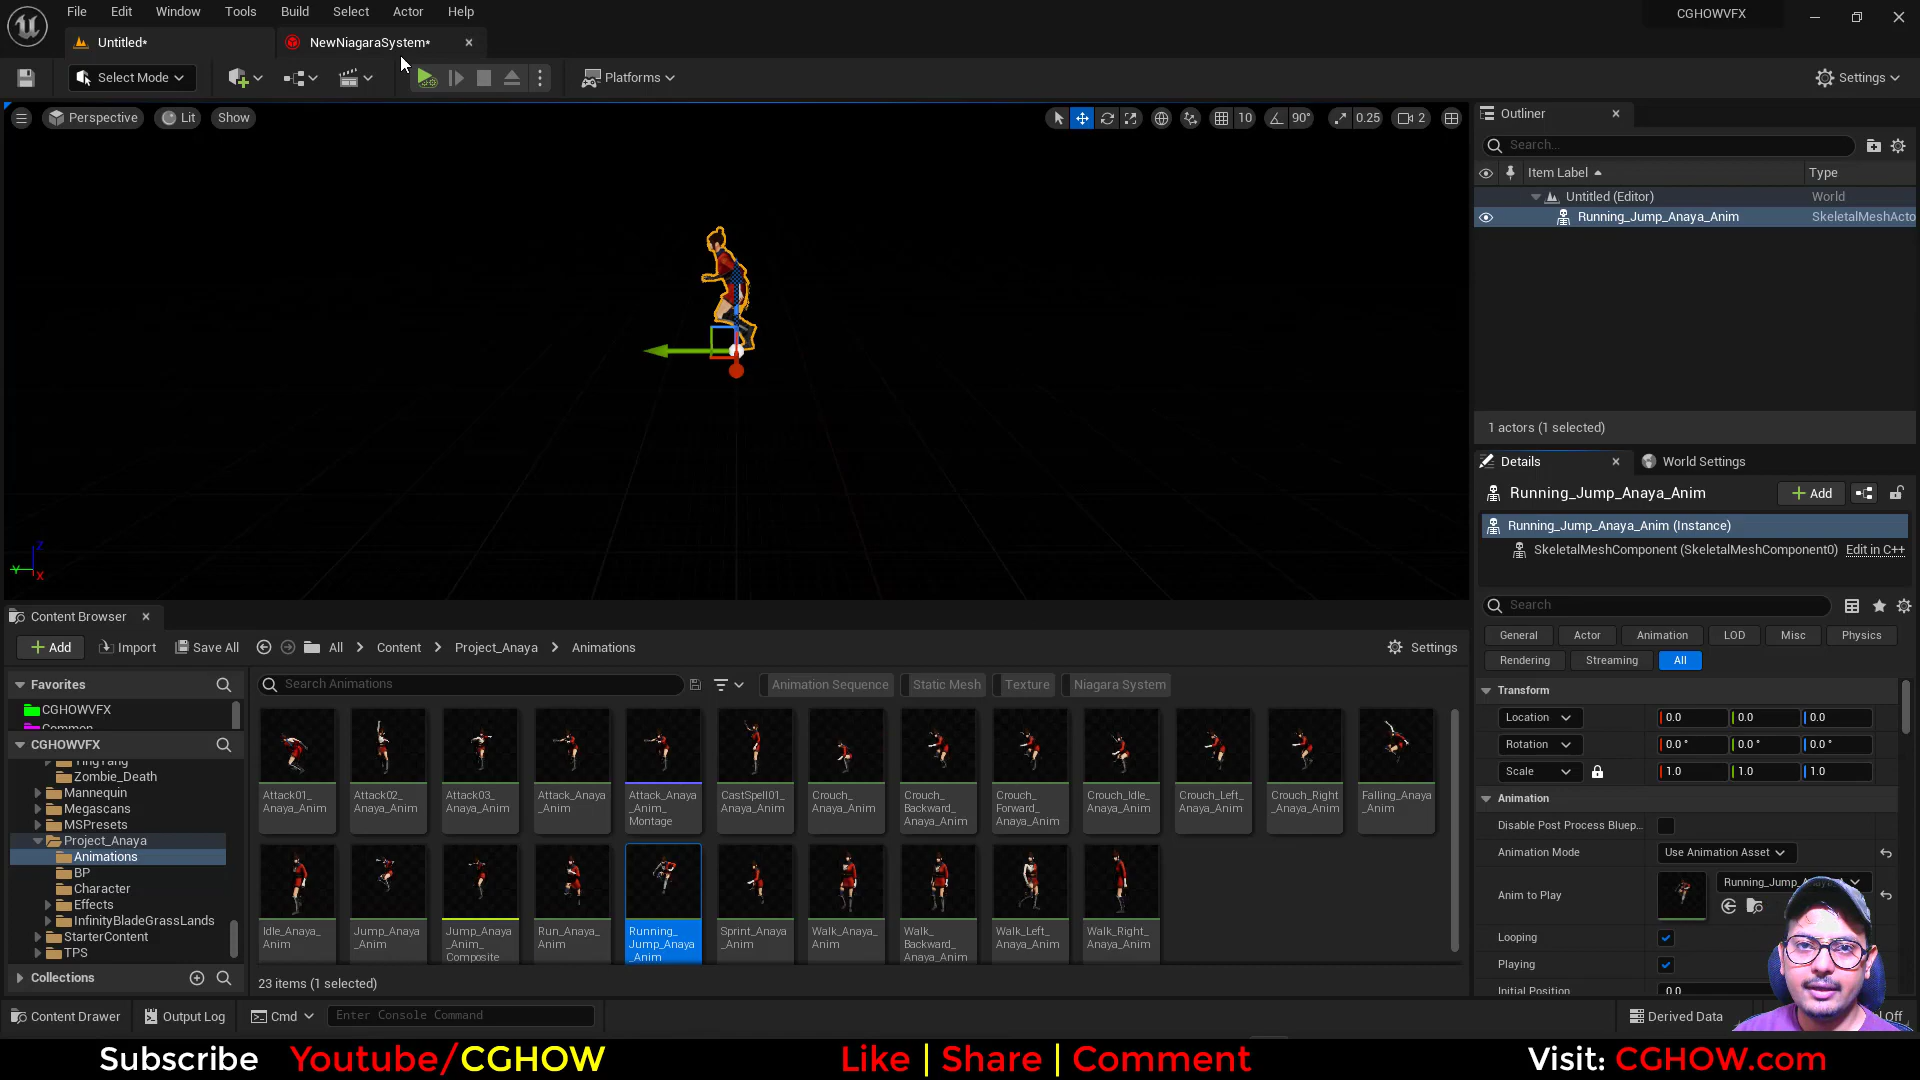 File Edit Window Tools Build Select Actor Help
CGHOWVFX
Untitled* NewNiagaraSystem*
Select Mode Platforms Settings
Perspective Lit Show 10 90° 0.25 2
Outliner
Search...
Item Label Type
Untitled (Editor) World
Running_Jump_Anaya_Anim SkeletalMeshActo
1 actors (1 selected)
Details World Settings
Running_Jump_Anaya_Anim Add
Running_Jump_Anaya_Anim (Instance)
SkeletalMeshComponent (SkeletalMeshComponent0) Edit in C++
Search
General Actor Animation LOD Misc Physics
Rendering Streaming All
Transform
Location 0.0 0.0 0.0
Rotation 0.0° 0.0° 0.0°
Scale 1.0 1.0 1.0
Animation
Disable Post Process Bluep...
Animation Mode Use Animation Asset
Anim to Play
Looping
Playing
Initial Position 0.0
Z
Y
X
Content Browser
Add Import Save All All Content Project_Anaya Animations Settings
Favorites
CGHOWVFX
Common
CGHOWVFX
YingYang
Zombie_Death
Mannequin
Megascans
MSPresets
Project_Anaya
Animations
BP
Character
Effects
InfinityBladeGrassLands
StarterContent
TPS
Collections
Search Animations Animation Sequence Static Mesh Texture Niagara System
Attack01_
Anaya_Anim
Attack02_
Anaya_Anim
Attack03_
Anaya_Anim
Attack_Anaya
_Anim
Attack_Anaya
_Anim_
Montage
CastSpell01_
Anaya_Anim
Crouch_
Anaya_Anim
Crouch_
Backward_
Anaya_Anim
Crouch_
Forward_
Anaya_Anim
Crouch_Idle_
Anaya_Anim
Crouch_Left_
Anaya_Anim
Crouch_Right
_Anaya_Anim
Falling_Anaya
_Anim
Idle_Anaya_
Anim
Jump_Anaya
_Anim
Jump_Anaya
_Anim_
Composite
Run_Anaya_
Anim
Running_
Jump_Anaya
_Anim
Sprint_Anaya
_Anim
Walk_Anaya_
Anim
Walk_
Backward_
Anaya_Anim
Walk_Left_
Anaya_Anim
Walk_Right_
Anaya_Anim
23 items (1 selected)
Content Drawer Output Log Cmd Enter Console Command Derived Data Off
Subscribe Youtube/CGHOW Like | Share | Comment Visit: CGHOW.com